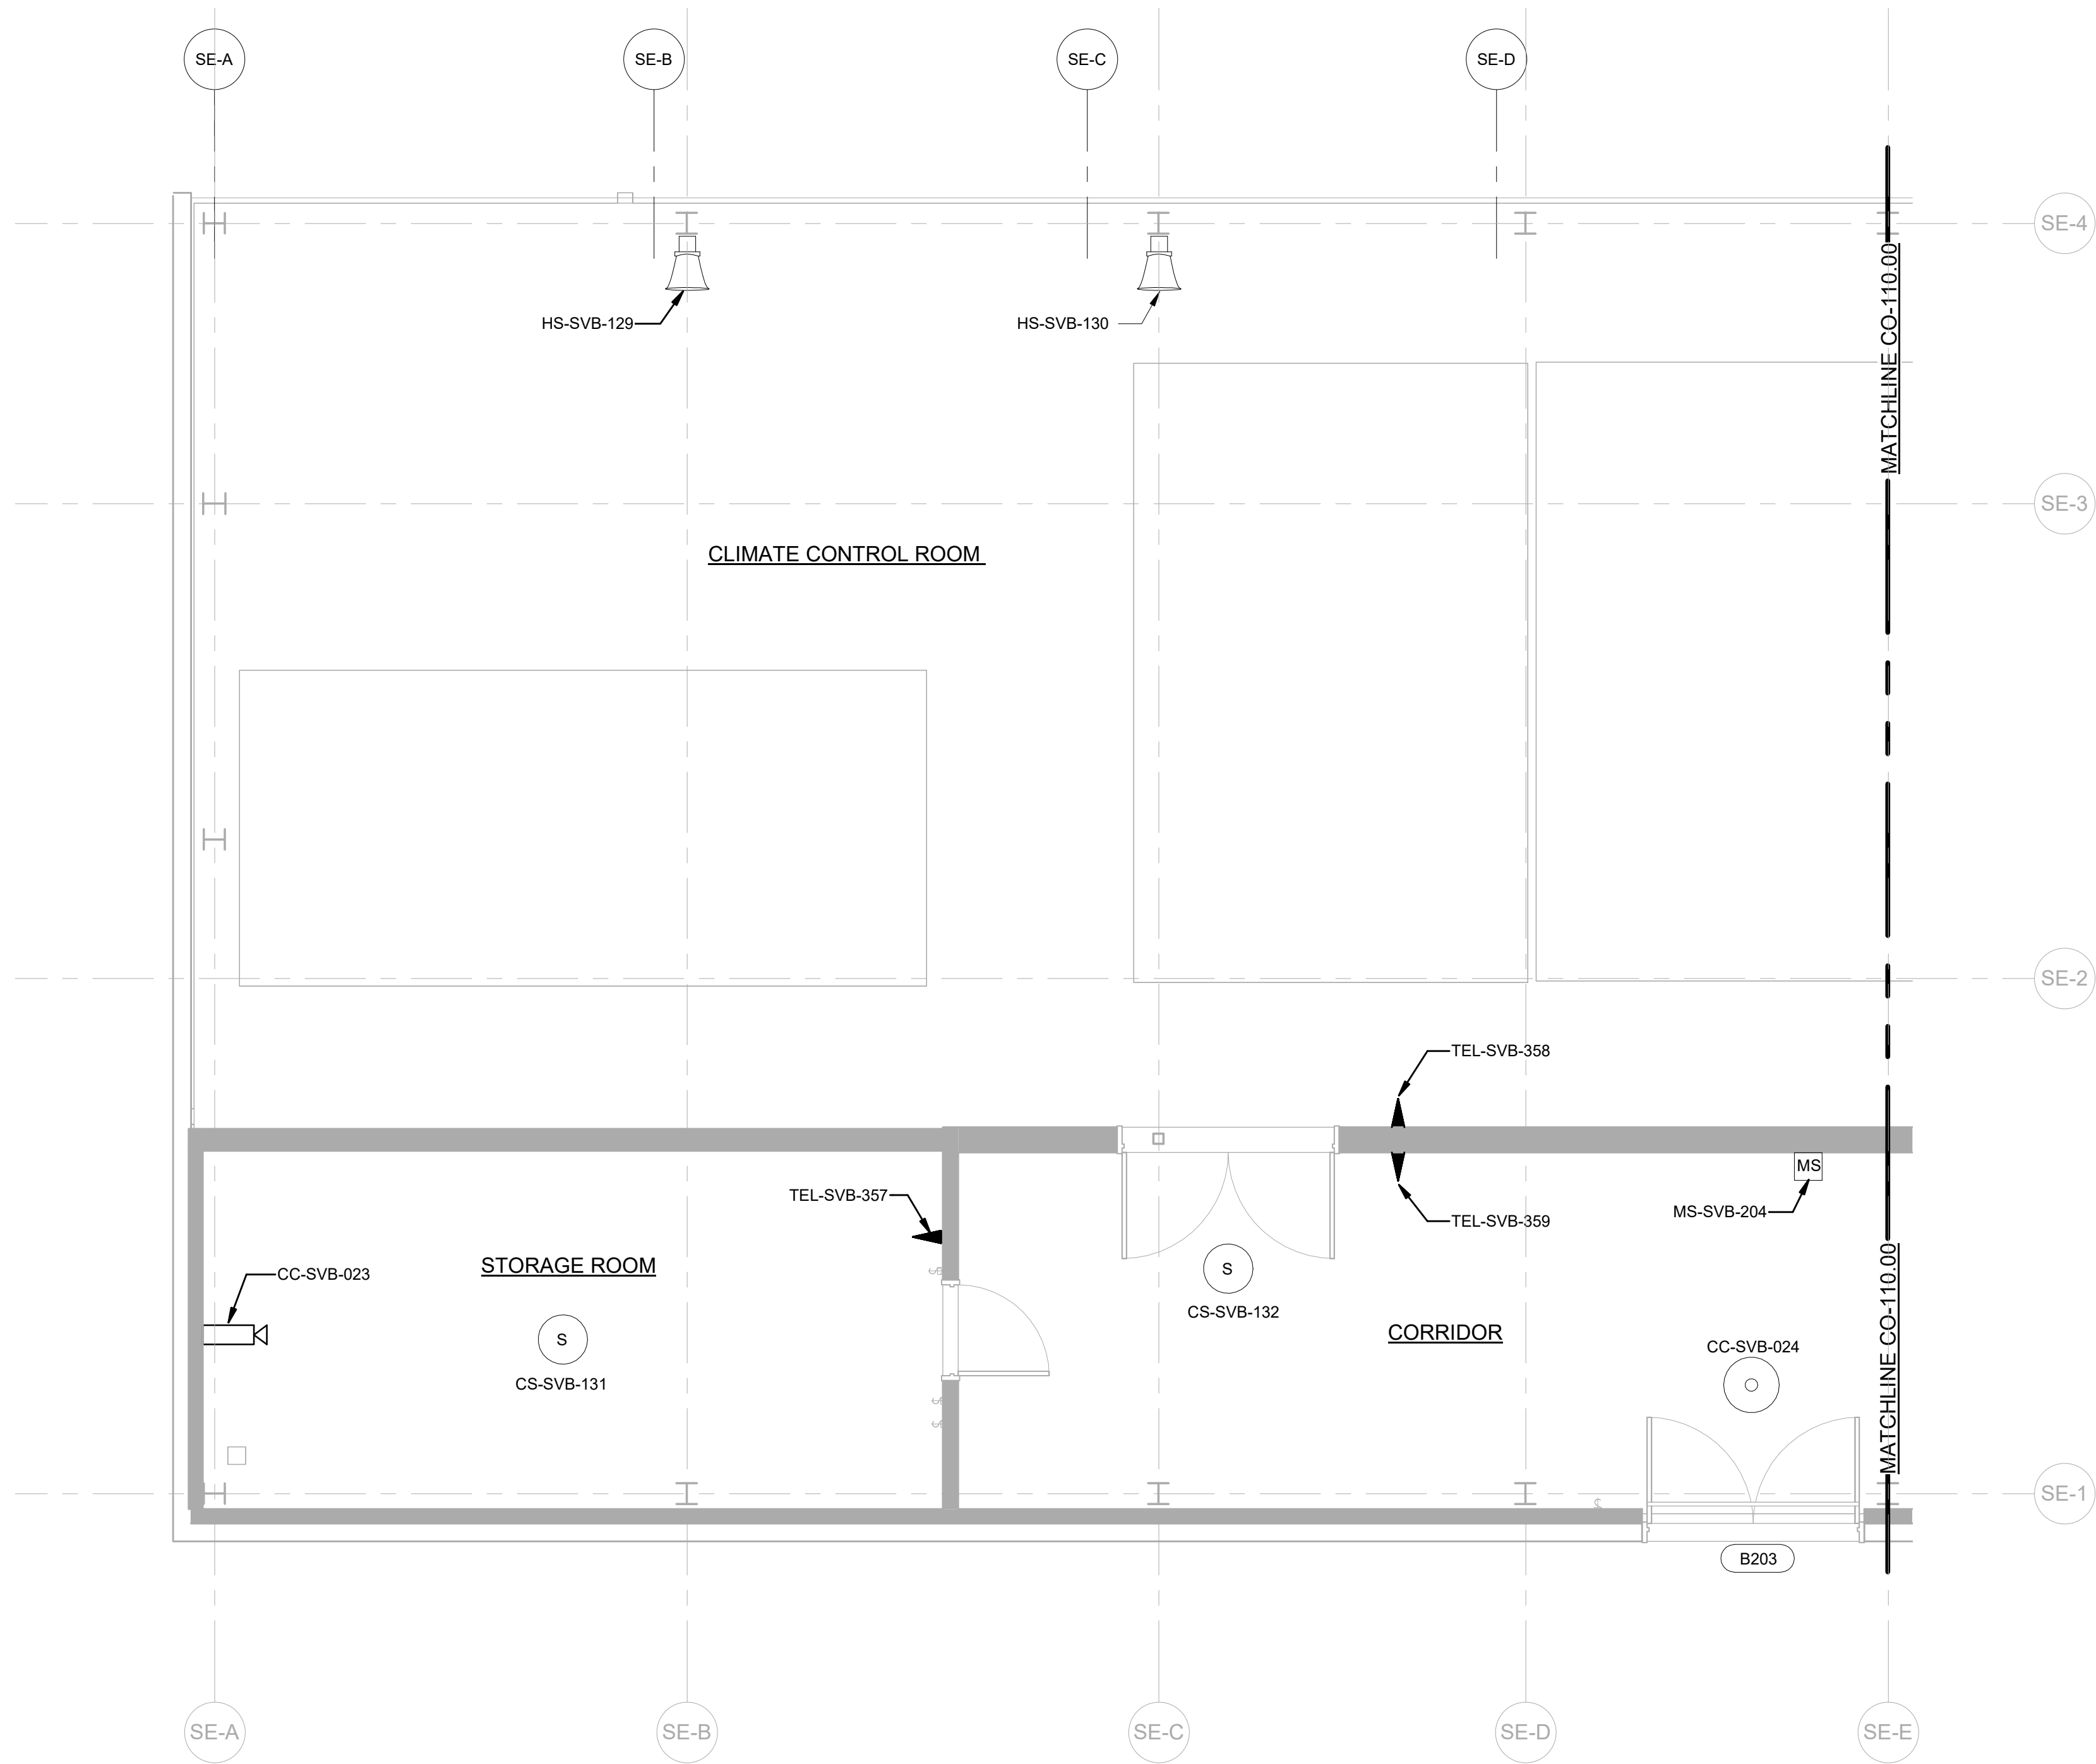 SE-A
SE-B
SE-C
SE-D
SE-4
MATCHLINE CO-110.00
HS-SVB-129
HS-SVB-130
SE-3
CLIMATE CONTROL ROOM
SE-2
TEL-SVB-358
MS
TEL-SVB-357
MS-SVB-204
TEL-SVB-359
STORAGE ROOM
CC-SVB-023
S
CS-SVB-132
CORRIDOR
S
CC-SVB-024
CS-SVB-131
MATCHLINE CO-110.00
SE-1
B203
SE-A
SE-B
SE-C
SE-D
SE-E